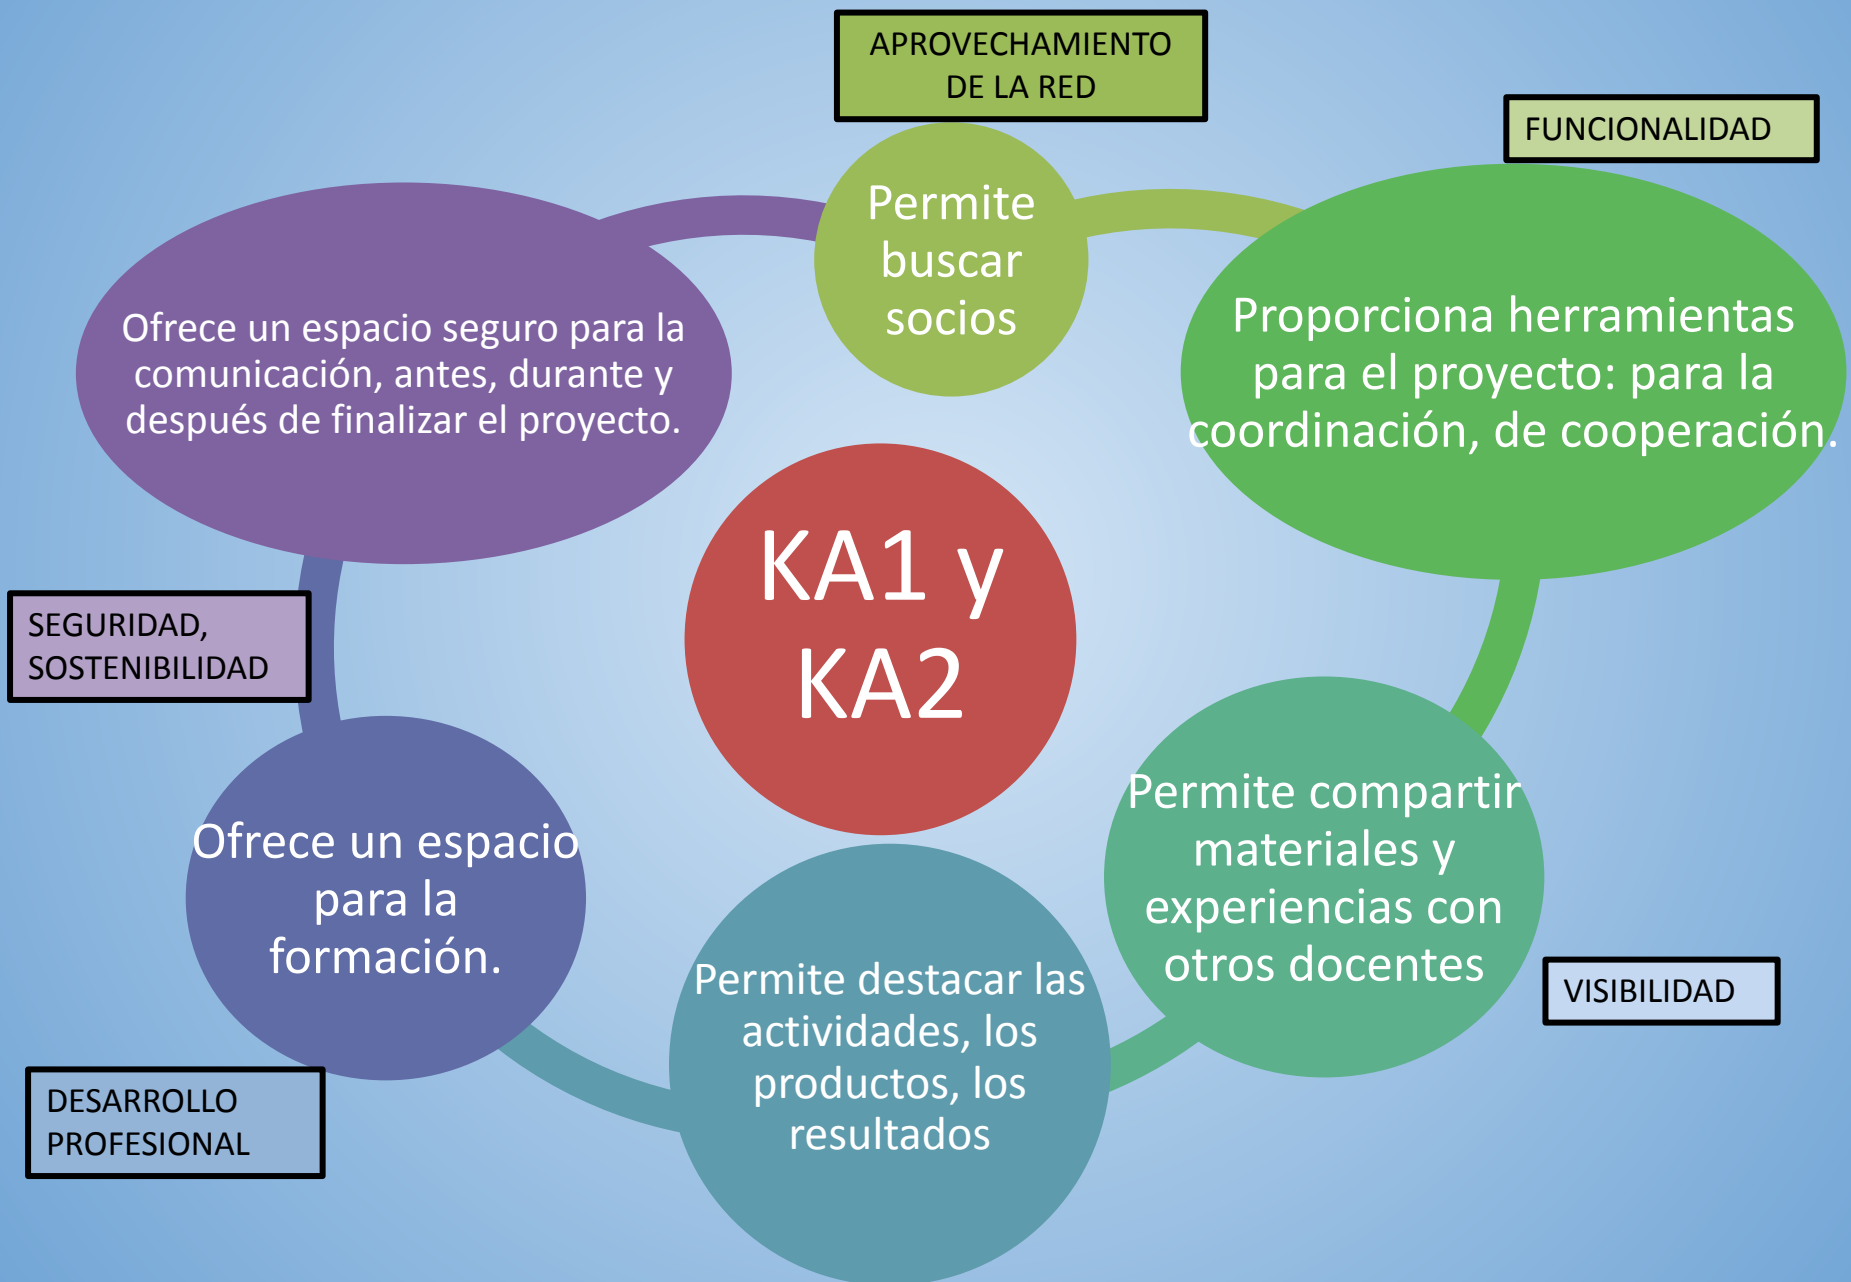 APROVECHAMIENTO
DE LA RED
FUNCIONALIDAD
Permite
buscar
socios
Proporciona herramientas
para el proyecto: para la
coordinación, de cooperación.
Ofrece un espacio seguro para la
comunicación, antes, durante y
después de finalizar el proyecto.
KA1 y
KA2
SEGURIDAD,
SOSTENIBILIDAD
Permite compartir
materiales y
experiencias con
otros docentes
VISIBILIDAD
Ofrece un espacio
para la
formación.
Permite destacar las
actividades, los
productos, los
resultados
DESARROLLO
PROFESIONAL